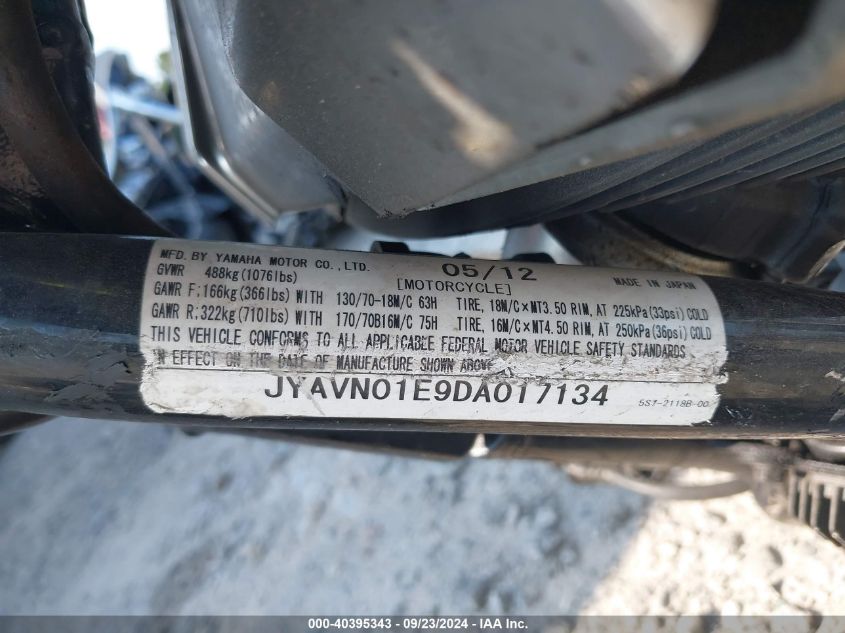 MFD. BY YAMAHA MOTOR CO., LTD. 05/12 MADE IN JAPAN
GVWR 488kg(1076lbs) [MOTORCYCLE]
GAWR F:166kg(366lbs) WITH 130/70-18M/C 63H TIRE, 18M/C×MT3.50 RIM, AT 225kPa(33psi) COLD
GAWR R:322kg(710lbs) WITH 170/70B16M/C 75H TIRE, 16M/C×MT4.50 RIM, AT 250kPa(36psi) COLD
THIS VEHICLE CONFORMS TO ALL APPLICABLE FEDERAL MOTOR VEHICLE SAFETY STANDARDS
IN EFFECT ON THE DATE OF MANUFACTURE SHOWN ABOVE
JYAVN01E9DA017134
5S7-2118B-00
000-40395343 / 09/23/2024 / IAA Inc.